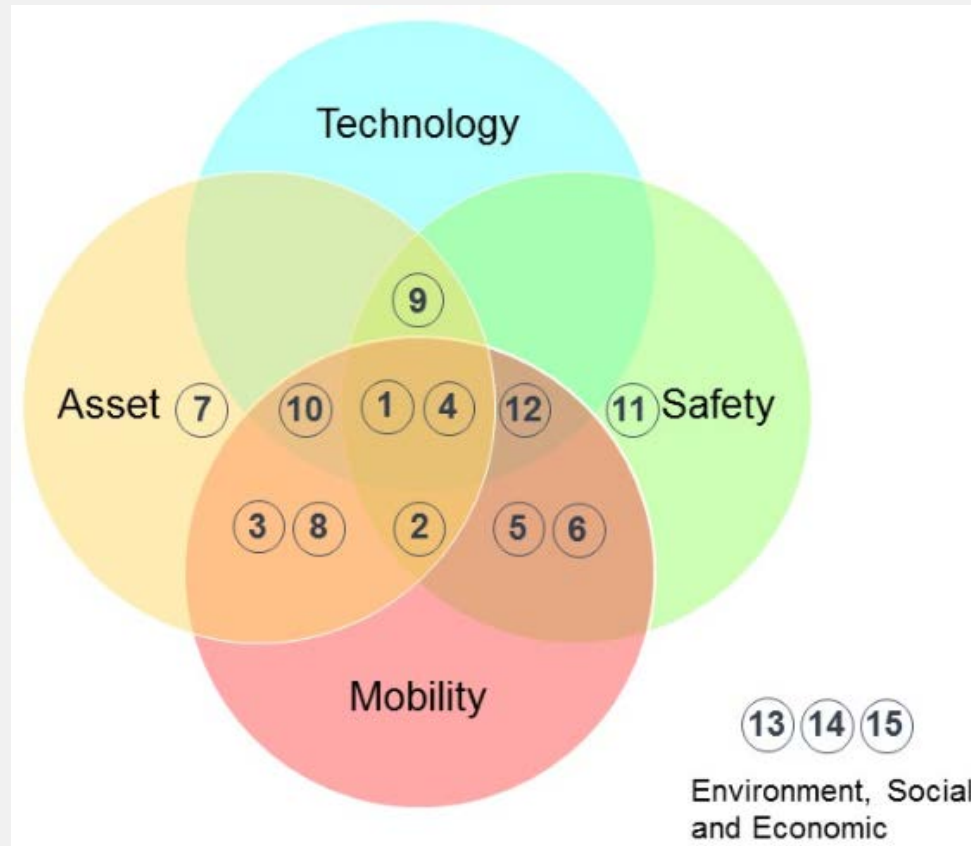 Technology
9
Asset 7 10 1 4 12 11 Safety
3 8 2 5 6
Mobility
13 14 15
Environment, Social
and Economic